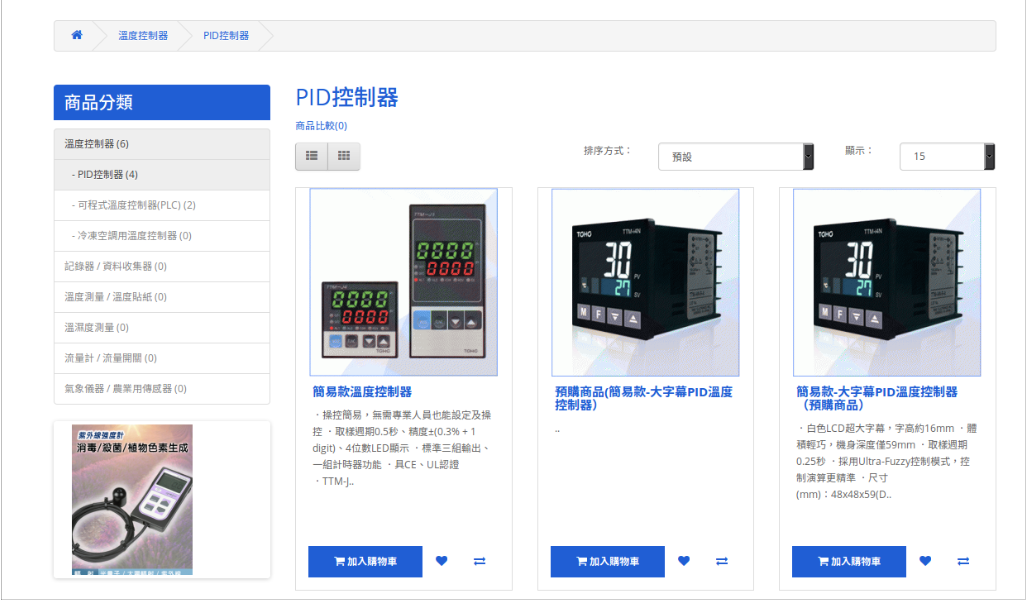 溫度控制器
PID控制器
商品分類
溫度控制器 (6)
- PID控制器 (4)
- 可程式溫度控制器(PLC) (2)
- 冷凍空調用溫度控制器 (0)
記錄器 / 資料收集器 (0)
溫度測量 / 溫度貼紙 (0)
溫濕度測量 (0)
流量計 / 流量開關 (0)
氣象儀器 / 農業用傳感器 (0)
紫外線強度計
消毒/殺菌/植物色素生成
PID控制器
商品比較(0)
排序方式：
預設
顯示：
15
TTM-J4
8888
8888
8888
8888
TOHO
TOHO
簡易款溫度控制器
．操控簡易，無需專業人員也能設定及操
控 ．取樣週期0.5秒、精度±(0.3% + 1
digit)、4位數LED顯示 ．標準三組輸出、
一組計時器功能 ．具CE、UL認證
．TTM-J..
加入購物車
TOHO
TTM-4N
30
PV
27
SV
M F
預購商品(簡易款-大字幕PID溫度
控制器）
..
加入購物車
TOHO
TTM-4N
30
PV
27
SV
M F
簡易款-大字幕PID溫度控制器
（預購商品）
．白色LCD超大字幕，字高約16mm ．體
積輕巧，機身深度僅59mm ．取樣週期
0.25秒 ．採用Ultra-Fuzzy控制模式，控
制演算更精準 ．尺寸
(mm)：48x48x59(D..
加入購物車